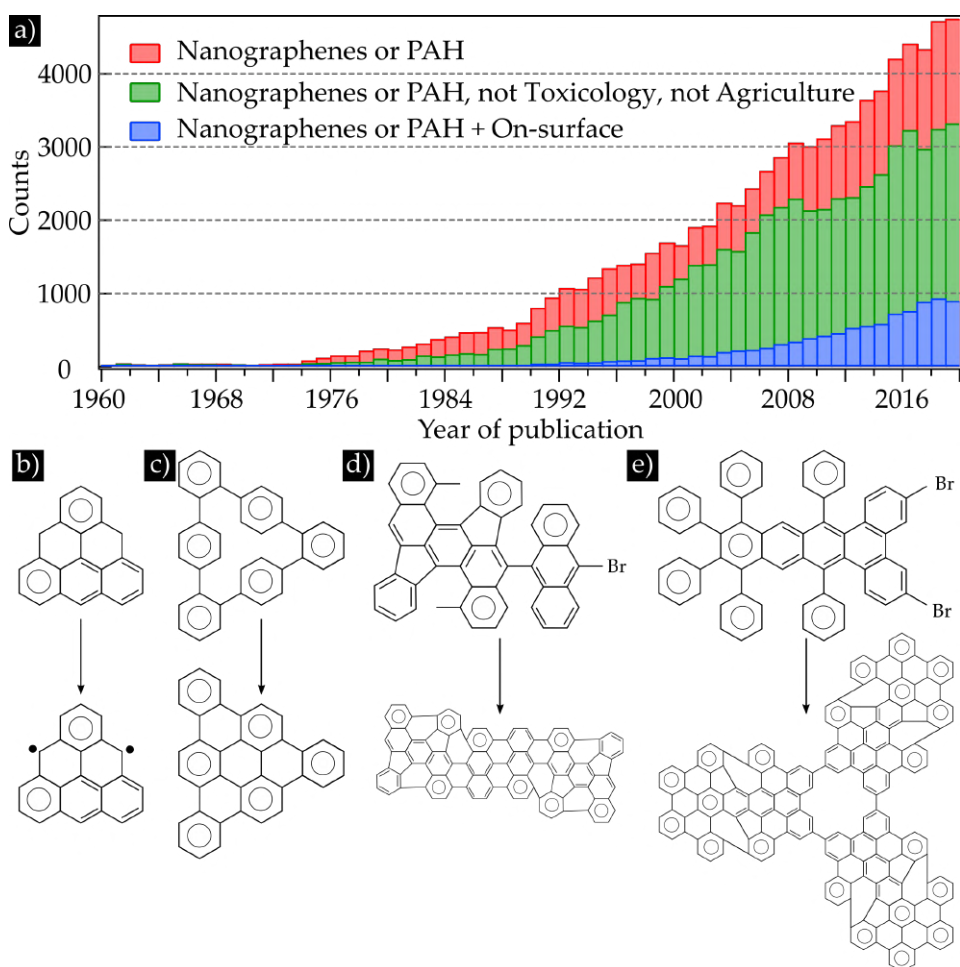 a)
Nanographenes or PAH
Nanographenes or PAH, not Toxicology, not Agriculture
Nanographenes or PAH + On-surface
Counts
4000
3000
2000
1000
0
1960 1968 1976 1984 1992 2000 2008 2016
Year of publication
b) c) d) e)
Br
Br
Br